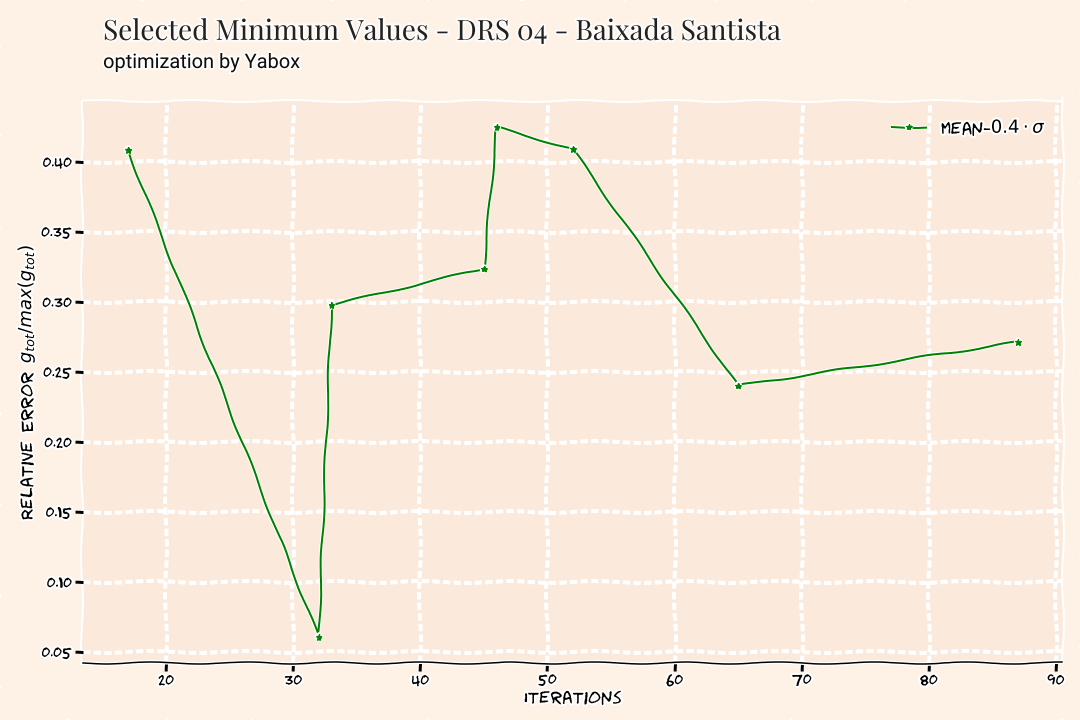 Selected Minimum Values - DRS 04 - Baixada Santista
optimization by Yabox
MEAN-0.4 · σ
RELATIVE ERROR g_tot/max(g_tot)
0.40
0.35
0.30
0.25
0.20
0.15
0.10
0.05
20 30 40 50 60 70 80 90
ITERATIONS